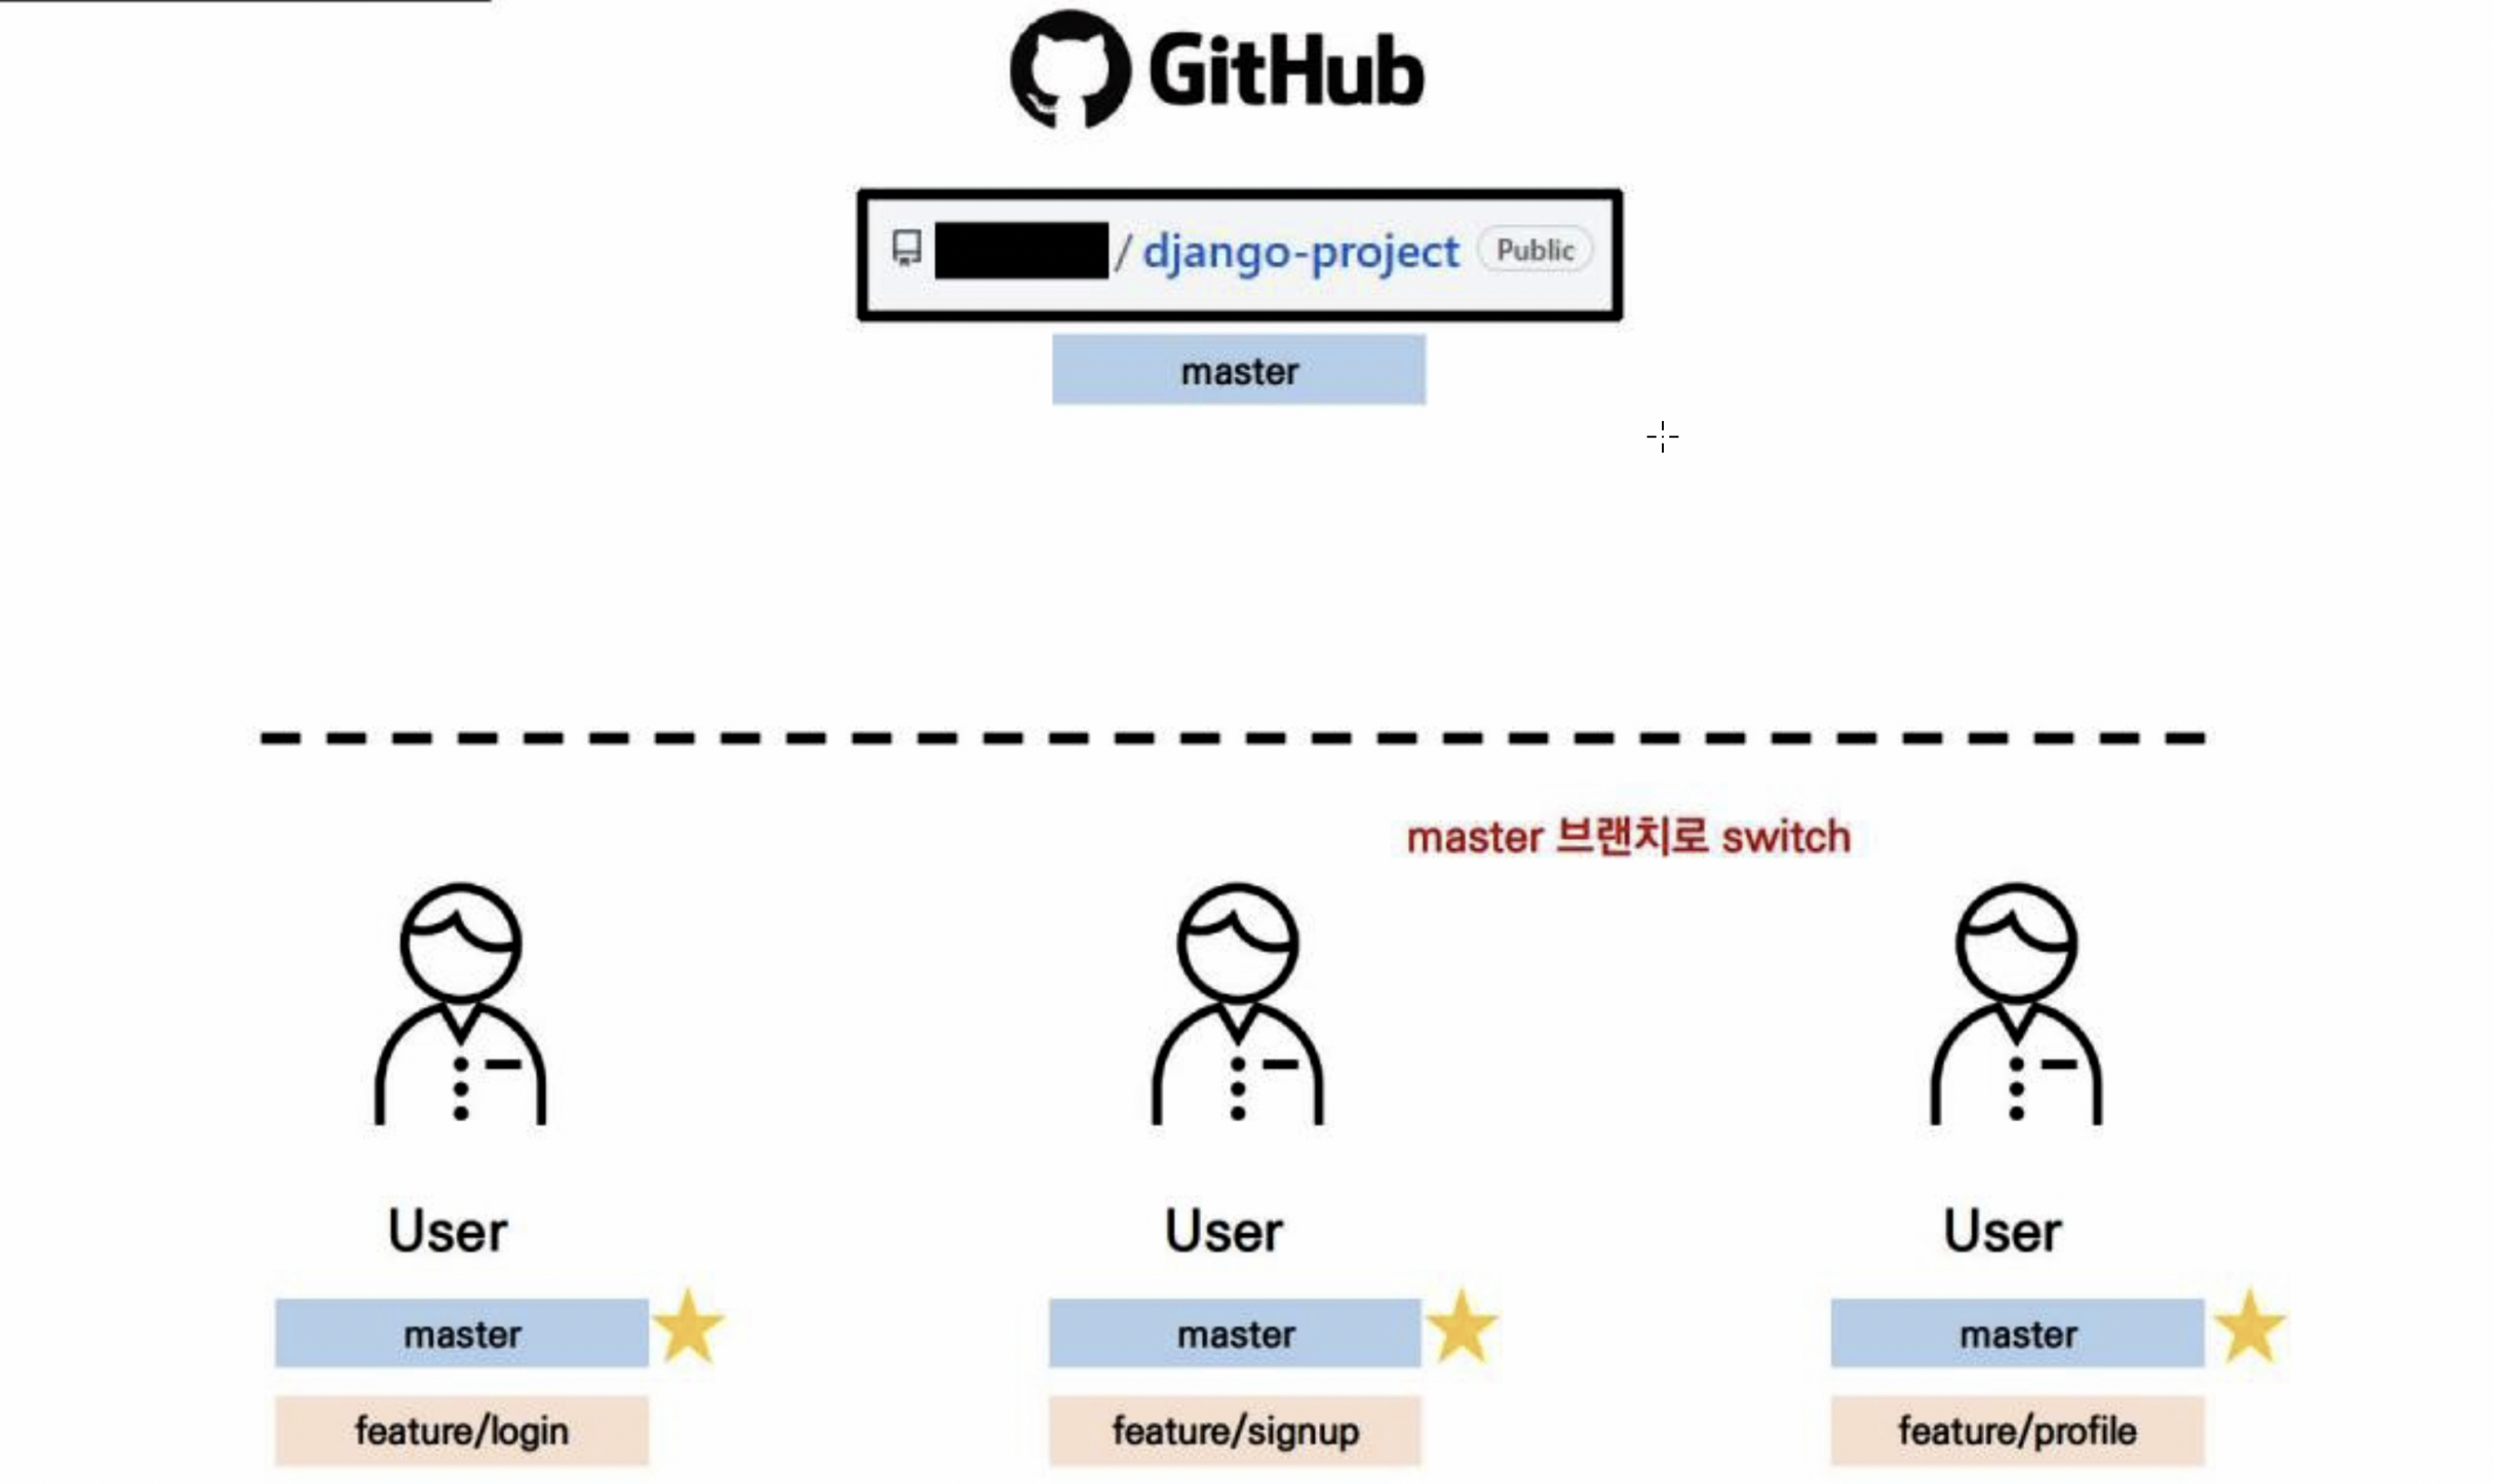 GitHub
/ django-project Public
master
master 브랜치로 switch
User
User
User
master
master
master
feature/login
feature/signup
feature/profile